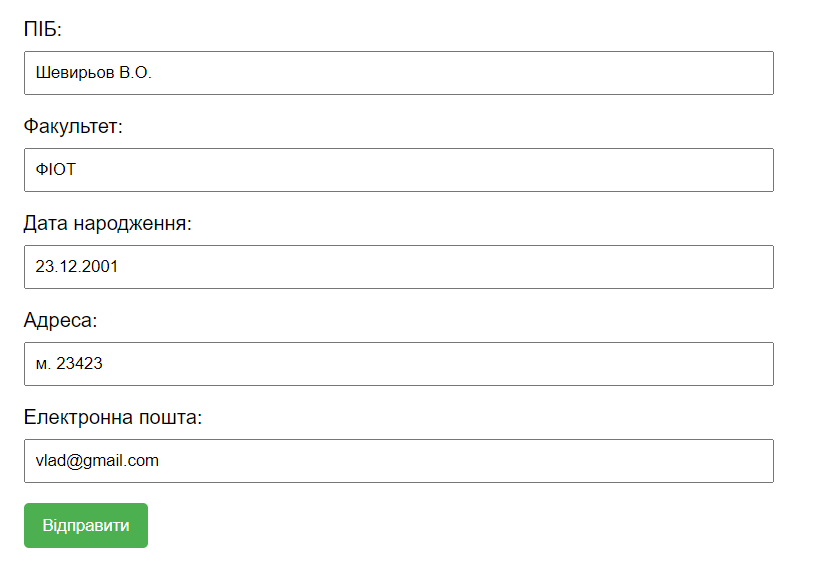 ПІБ:
Шевирьов В.О.
Факультет:
ФІОТ
Дата народження:
23.12.2001
Адреса:
м. 23423
Електронна пошта:
vlad@gmail.com
Відправити